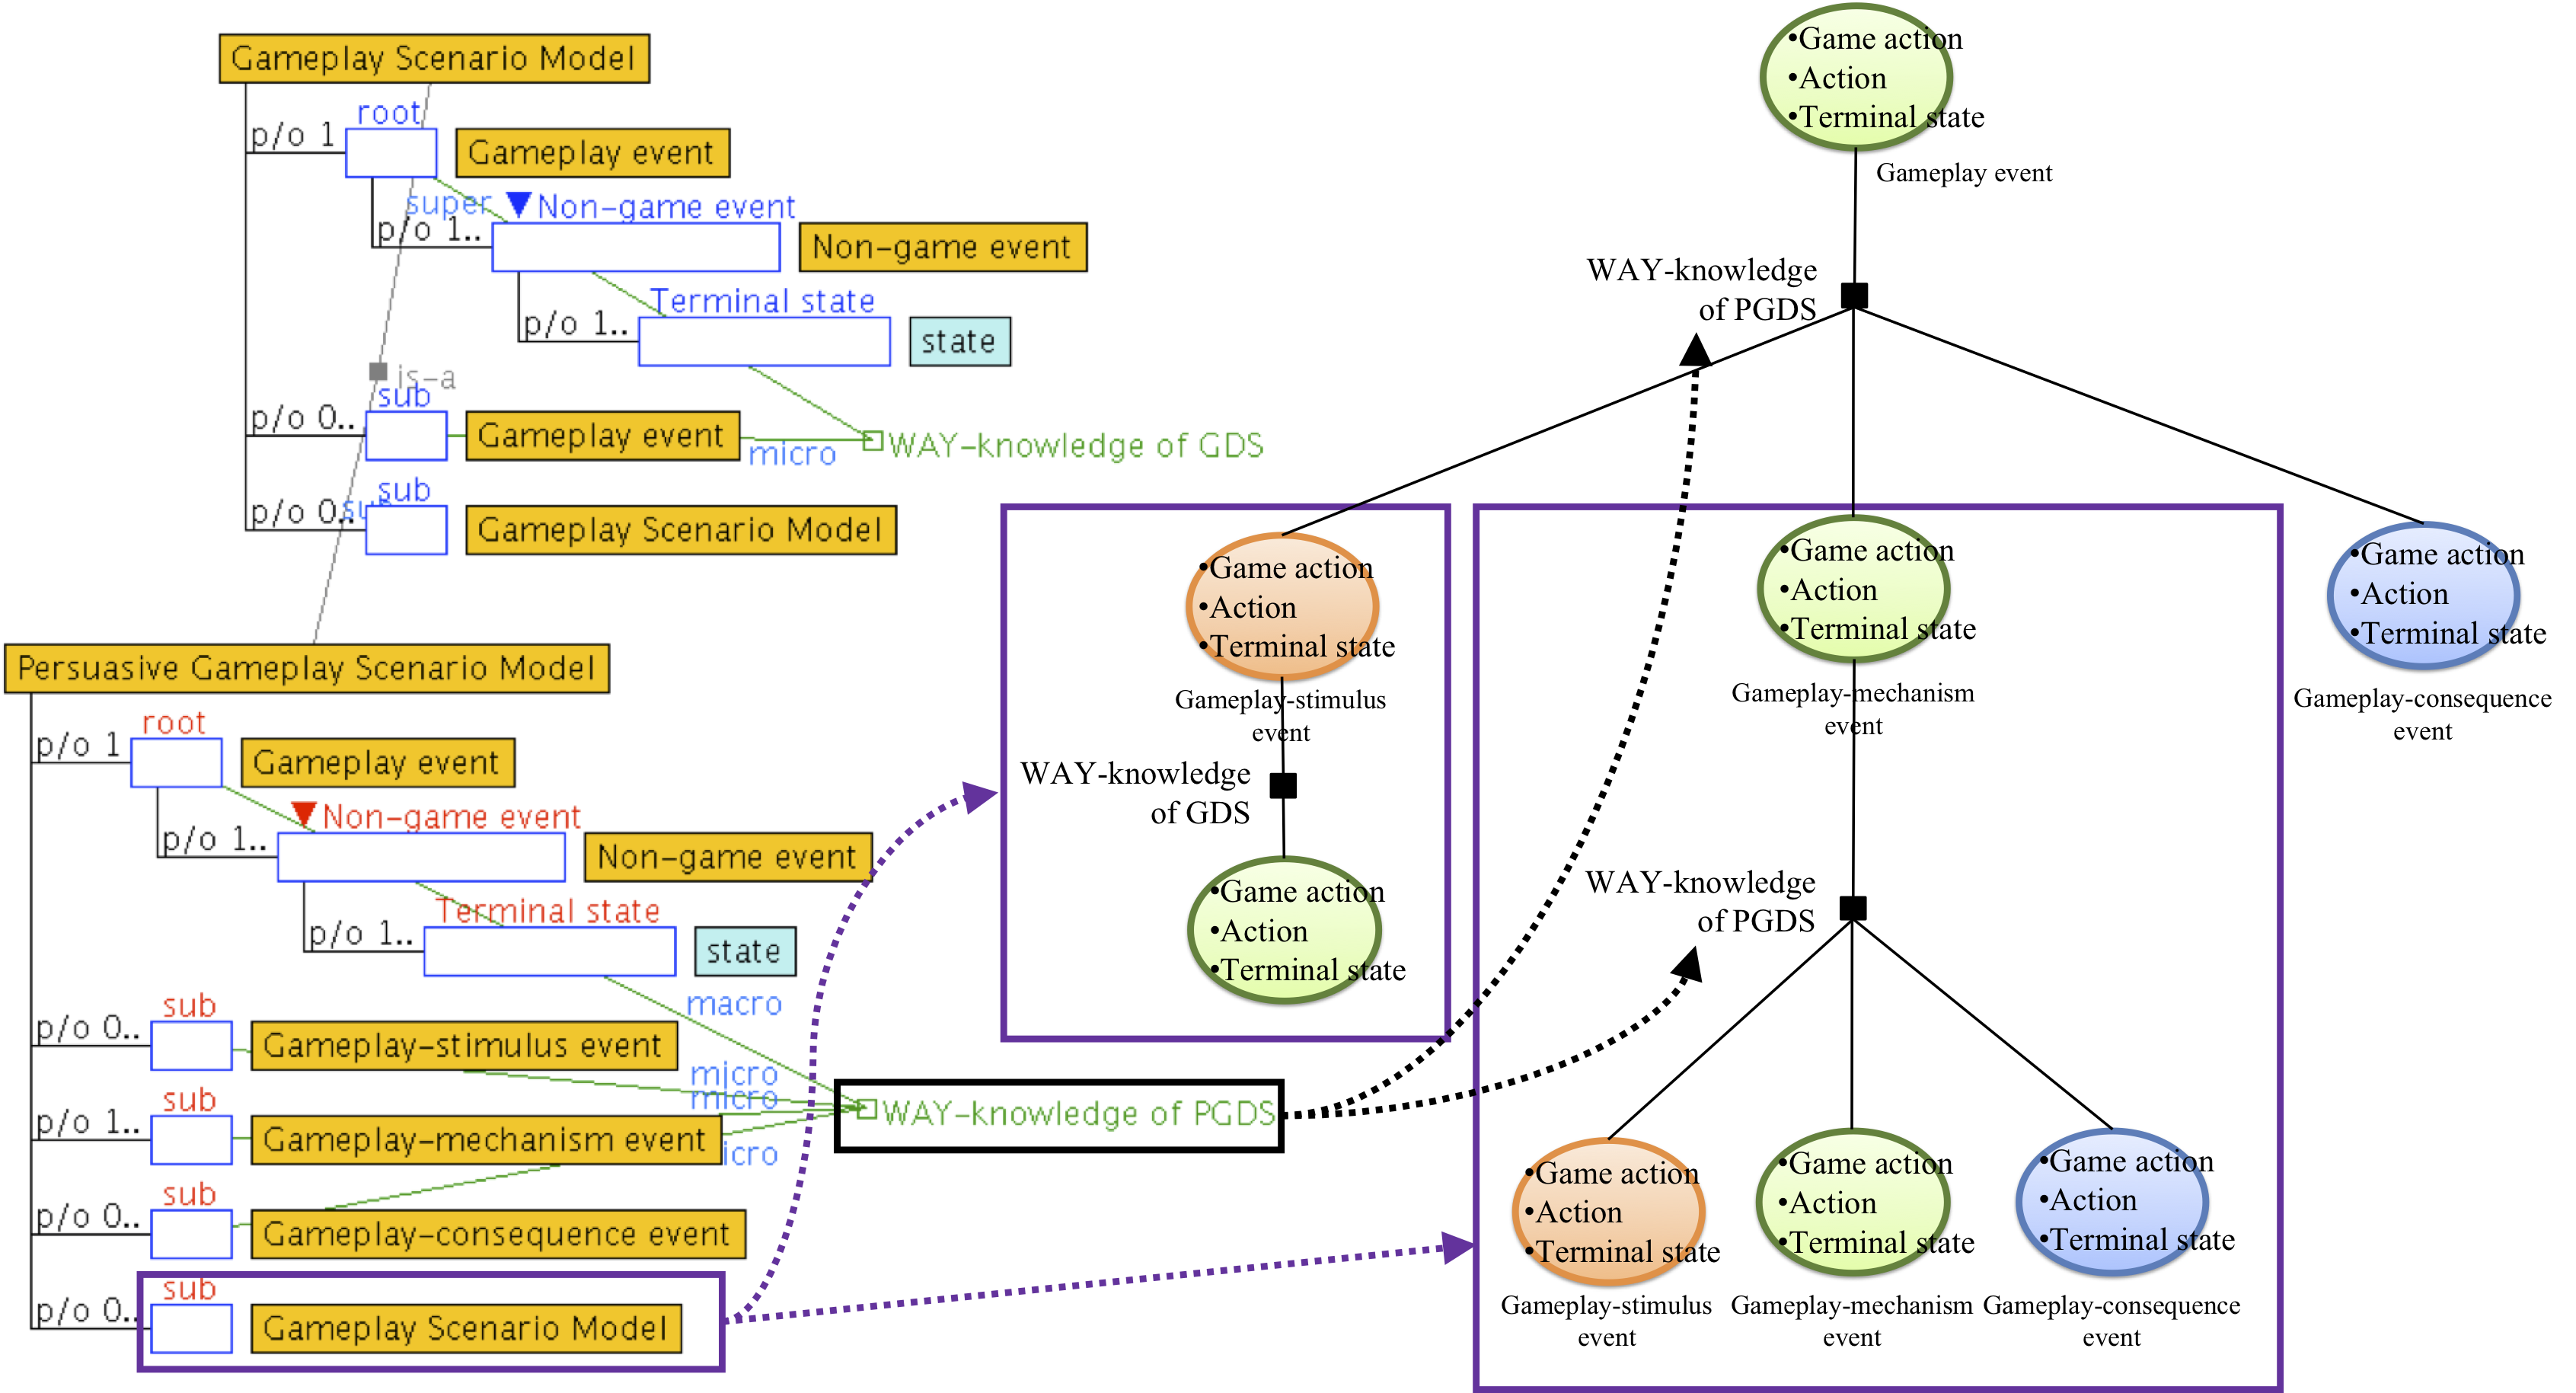 Gameplay Scenario Model
root
p/o 1
Gameplay event
super
Non-game event
p/o 1..
Non-game event
Terminal state
p/o 1..
state
is-a
sub
p/o 0..
Gameplay event
micro
WAY-knowledge of GDS
sub
p/o 0..
sub
Gameplay Scenario Model
Persuasive Gameplay Scenario Model
root
p/o 1
Gameplay event
Non-game event
p/o 1..
Non-game event
Terminal state
p/o 1..
state
macro
sub
p/o 0..
Gameplay-stimulus event
micro
micro
sub
p/o 1..
Gameplay-mechanism event
icro
WAY-knowledge of PGDS
sub
p/o 0..
Gameplay-consequence event
sub
p/o 0..
Gameplay Scenario Model
•Game action
•Action
•Terminal state
Gameplay event
WAY-knowledge
of PGDS
•Game action
•Action
•Terminal state
Gameplay-stimulus
event
WAY-knowledge
of GDS
•Game action
•Action
•Terminal state
•Game action
•Action
•Terminal state
Gameplay-mechanism
event
•Game action
•Action
•Terminal state
Gameplay-consequence
event
WAY-knowledge
of PGDS
•Game action
•Action
•Terminal state
Gameplay-stimulus
event
•Game action
•Action
•Terminal state
Gameplay-mechanism
event
•Game action
•Action
•Terminal state
Gameplay-consequence
event